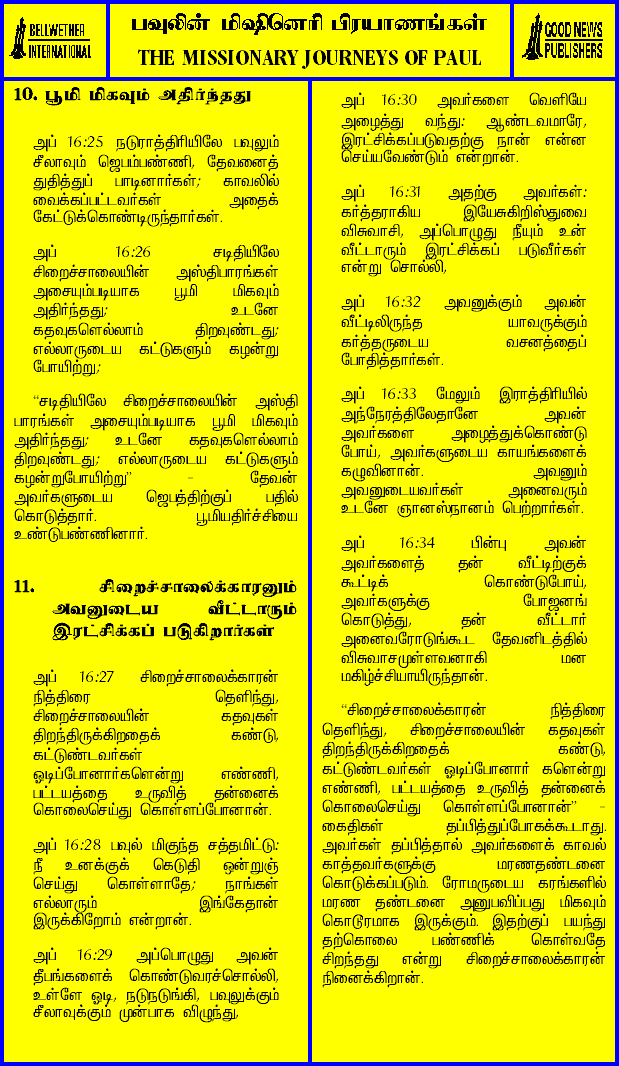 BELLWETHER
INTERNATIONAL
பவுலின் மிஷினெரி பிரயாணங்கள்
THE MISSIONARY JOURNEYS OF PAUL
GOOD NEWS
PUBLISHERS
10. பூமி மிகவும் அதிர்ந்தது
அப் 16:25 நடுராத்திரியிலே பவுலும்
சீலாவும் ஜெபம்பண்ணி, தேவனைத்
துதித்துப் பாடினார்கள்; காவலில்
வைக்கப்பட்டவர்கள் அதைக்
கேட்டுக்கொண்டிருந்தார்கள்.
அப் 16:26 சடிதியிலே
சிறைச்சாலையின் அஸ்திபாரங்கள்
அசையும்படியாக பூமி மிகவும்
அதிர்ந்தது; உடனே
கதவுகளெல்லாம் திறவுண்டது;
எல்லாருடைய கட்டுகளும் கழன்று
போயிற்று;
“சடிதியிலே சிறைச்சாலையின் அஸ்தி
பாரங்கள் அசையும்படியாக பூமி மிகவும்
அதிர்ந்தது; உடனே கதவுகளெல்லாம்
திறவுண்டது; எல்லாருடைய கட்டுகளும்
கழன்றுபோயிற்று” - தேவன்
அவர்களுடைய ஜெபத்திற்குப் பதில்
கொடுத்தார். பூமியதிர்ச்சியை
உண்டுபண்ணினார்.
11. சிறைச்சாலைக்காரனும்
அவனுடைய வீட்டாரும்
இரட்சிக்கப் படுகிறார்கள்
அப் 16:27 சிறைச்சாலைக்காரன்
நித்திரை தெளிந்து,
சிறைச்சாலையின் கதவுகள்
திறந்திருக்கிறதைக் கண்டு,
கட்டுண்டவர்கள்
ஓடிப்போனார்களென்று எண்ணி,
பட்டயத்தை உருவித் தன்னைக்
கொலைசெய்து கொள்ளப்போனான்.
அப் 16:28 பவுல் மிகுந்த சத்தமிட்டு:
நீ உனக்குக் கெடுதி ஒன்றுஞ்
செய்து கொள்ளாதே; நாங்கள்
எல்லாரும் இங்கேதான்
இருக்கிறோம் என்றான்.
அப் 16:29 அப்பொழுது அவன்
தீபங்களைக் கொண்டுவரச்சொல்லி,
உள்ளே ஓடி, நடுநடுங்கி, பவுலுக்கும்
சீலாவுக்கும் முன்பாக விழுந்து,
அப் 16:30 அவர்களை வெளியே
அழைத்து வந்து: ஆண்டவமாரே,
இரட்சிக்கப்படுவதற்கு நான் என்ன
செய்யவேண்டும் என்றான்.
அப் 16:31 அதற்கு அவர்கள்:
கர்த்தராகிய இயேசுகிறிஸ்துவை
விசுவாசி, அப்பொழுது நீயும் உன்
வீட்டாரும் இரட்சிக்கப் படுவீர்கள்
என்று சொல்லி,
அப் 16:32 அவனுக்கும் அவன்
வீட்டிலிருந்த யாவருக்கும்
கர்த்தருடைய வசனத்தைப்
போதித்தார்கள்.
அப் 16:33 மேலும் இராத்திரியில்
அந்நேரத்திலேதானே அவன்
அவர்களை அழைத்துக்கொண்டு
போய், அவர்களுடைய காயங்களைக்
கழுவினான். அவனும்
அவனுடையவர்கள் அனைவரும்
உடனே ஞானஸ்நானம் பெற்றார்கள்.
அப் 16:34 பின்பு அவன்
அவர்களைத் தன் வீட்டிற்குக்
கூட்டிக் கொண்டுபோய்,
அவர்களுக்கு போஜனங்
கொடுத்து, தன் வீட்டார்
அனைவரோடுங்கூட தேவனிடத்தில்
விசுவாசமுள்ளவனாகி மன
மகிழ்ச்சியாயிருந்தான்.
“சிறைச்சாலைக்காரன் நித்திரை
தெளிந்து, சிறைச்சாலையின் கதவுகள்
திறந்திருக்கிறதைக் கண்டு,
கட்டுண்டவர்கள் ஓடிப்போனார் களென்று
எண்ணி, பட்டயத்தை உருவித் தன்னைக்
கொலைசெய்து கொள்ளப்போனான்” -
கைதிகள் தப்பித்துப்போகக்கூடாது.
அவர்கள் தப்பித்தால் அவர்களைக் காவல்
காத்தவர்களுக்கு மரணதண்டனை
கொடுக்கப்படும். ரோமருடைய கரங்களில்
மரண தண்டனை அனுபவிப்பது மிகவும்
கொடூரமாக இருக்கும். இதற்குப் பயந்து
தற்கொலை பண்ணிக் கொள்வதே
சிறந்தது என்று சிறைச்சாலைக்காரன்
நினைக்கிறான்.